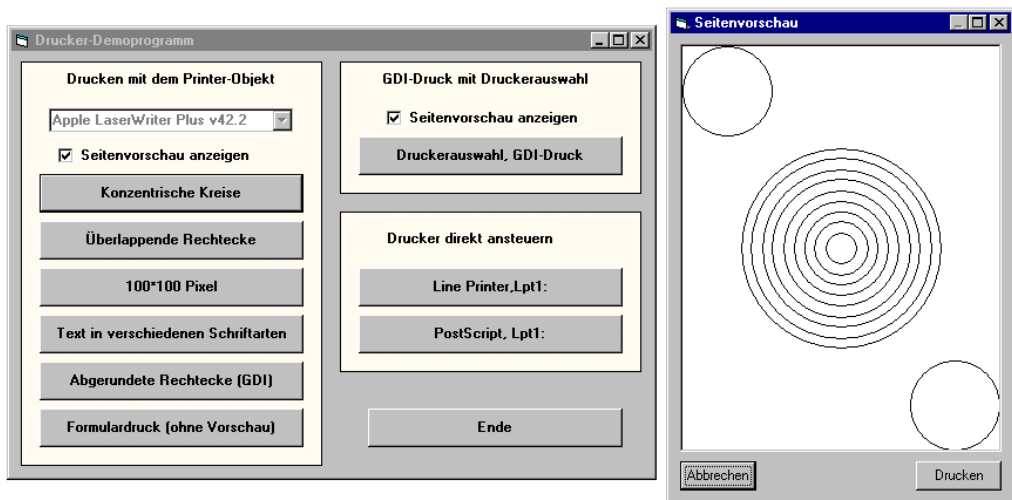 Drucker-Demoprogramm
Drucken mit dem Printer-Objekt
Apple LaserWriter Plus v42.2
Seitenvorschau anzeigen
Konzentrische Kreise
Überlappende Rechtecke
100*100 Pixel
Text in verschiedenen Schriftarten
Abgerundete Rechtecke (GDI)
Formulardruck (ohne Vorschau)
GDI-Druck mit Druckerauswahl
Seitenvorschau anzeigen
Druckerauswahl, GDI-Druck
Drucker direkt ansteuern
Line Printer,Lpt1:
PostScript, Lpt1:
Ende
Seitenvorschau
Abbrechen
Drucken